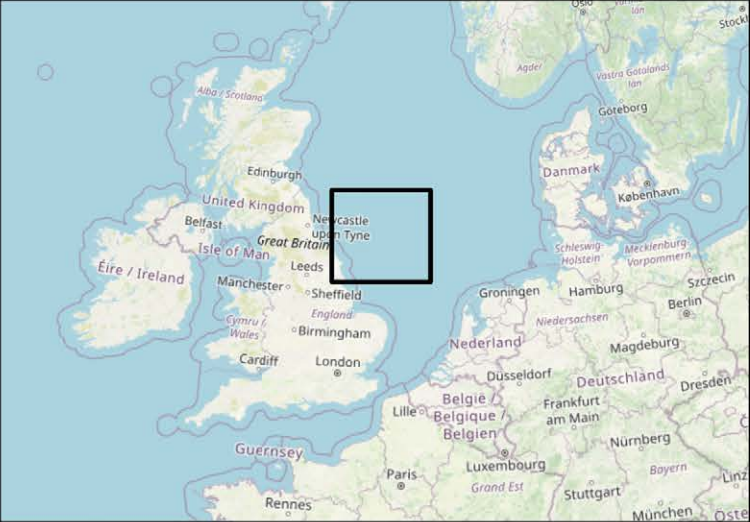 Oslo
Stock
Agder
Västra Götalands
län
Alba / Scotland
Göteborg
Edinburgh
Danmark
København
United Kingdom
Belfast
Newcastle
upon Tyne
Great Britain
Isle of Man
Schleswig-
Holstein
Mecklenburg-
Vorpommern
Éire / Ireland
Leeds
Manchester
Sheffield
Groningen
Hamburg
Szczecin
Berlin
England
Cymru /
Wales
Birmingham
Niedersachsen
Nederland
Magdeburg
Cardiff
London
Düsseldorf
Deutschland
Dresden
Lille
België /
Belgique /
Belgien
Frankfurt
am Main
Guernsey
Nürnberg
Luxembourg
Bayern
Paris
Grand Est
Linz
Stuttgart
Rennes
München
Öste